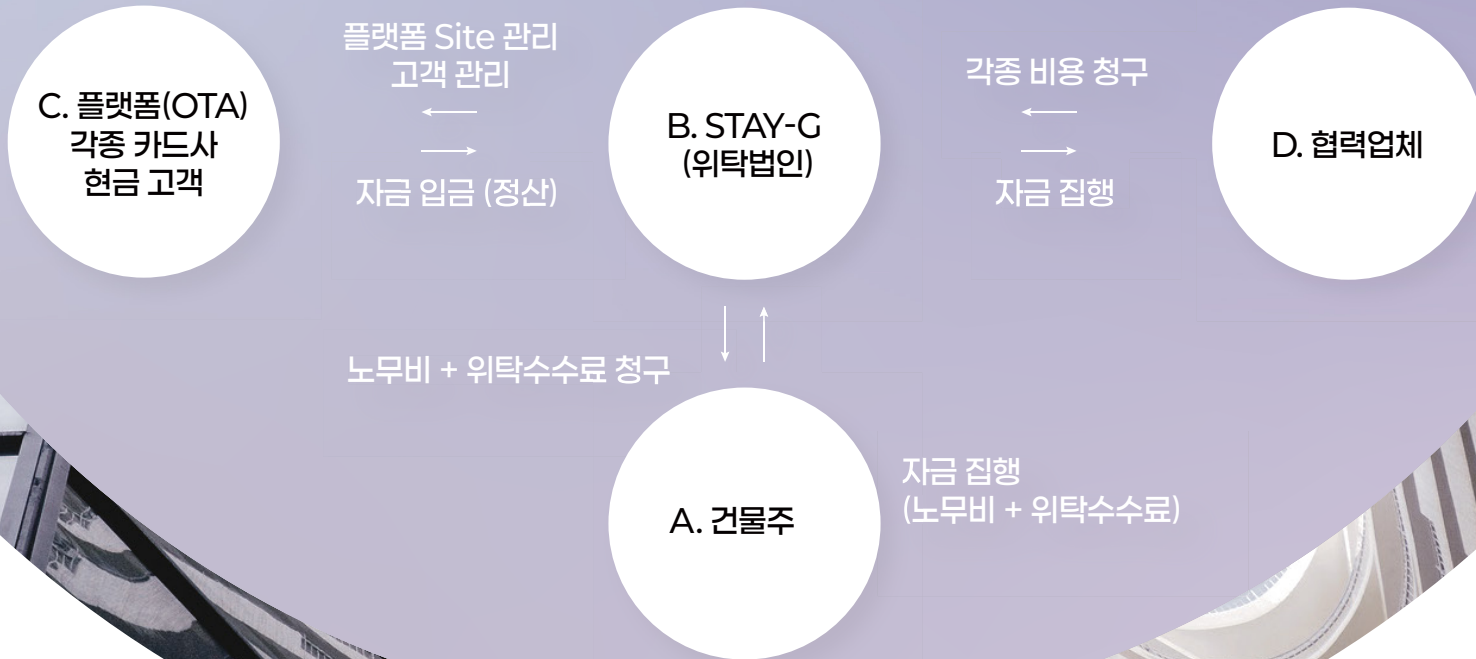 C. 플랫폼(OTA)
각종 카드사
현금 고객
플랫폼 Site 관리
고객 관리
자금 입금 (정산)
B. STAY-G
(위탁법인)
각종 비용 청구
자금 집행
D. 협력업체
노무비 + 위탁수수료 청구
A. 건물주
자금 집행
(노무비 + 위탁수수료)